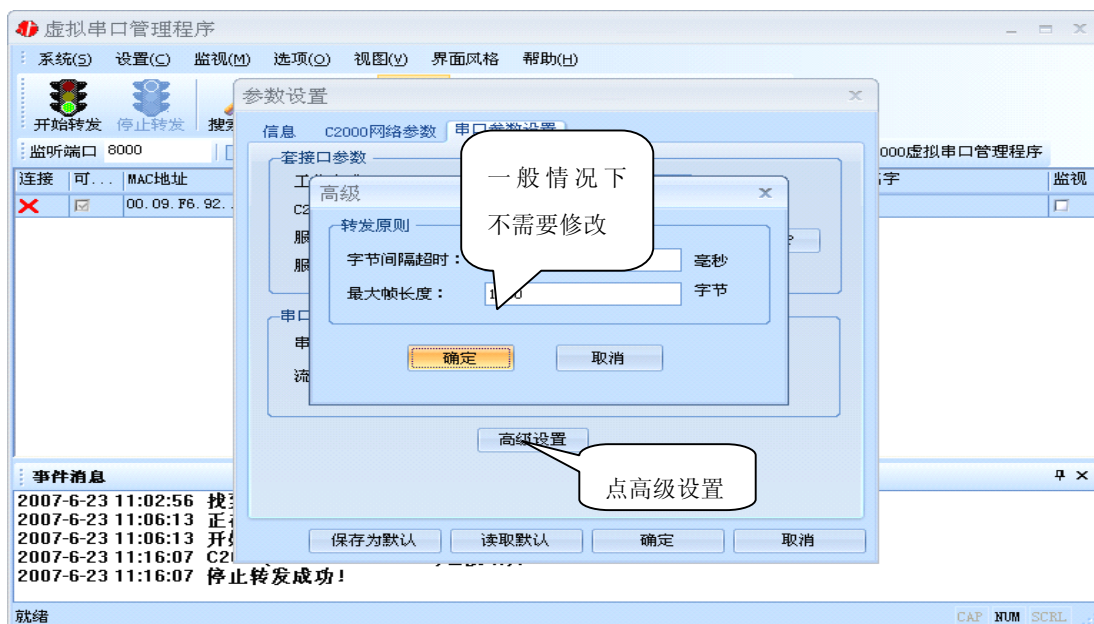 虚拟串口管理程序
系统(S) 设置(C) 监视(M) 选项(O) 视图(V) 界面风格 帮助(H)
开始转发 停止转发 搜索
监听端口 8000
000虚拟串口管理程序
连接 可... MAC地址
字 监视
00.09.F6.92..
参数设置
信息 C2000网络参数 串口参数设置
套接口参数
高级
转发原则
字节间隔超时： 毫秒
最大帧长度： 字节
确定 取消
一般情况下
不需要修改
串口
高级设置
点高级设置
保存为默认 读取默认 确定 取消
事件消息
2007-6-23 11:02:56
2007-6-23 11:06:13
2007-6-23 11:06:13
2007-6-23 11:16:07
2007-6-23 11:16:07 停止转发成功!
就绪
CAP NUM SCRL